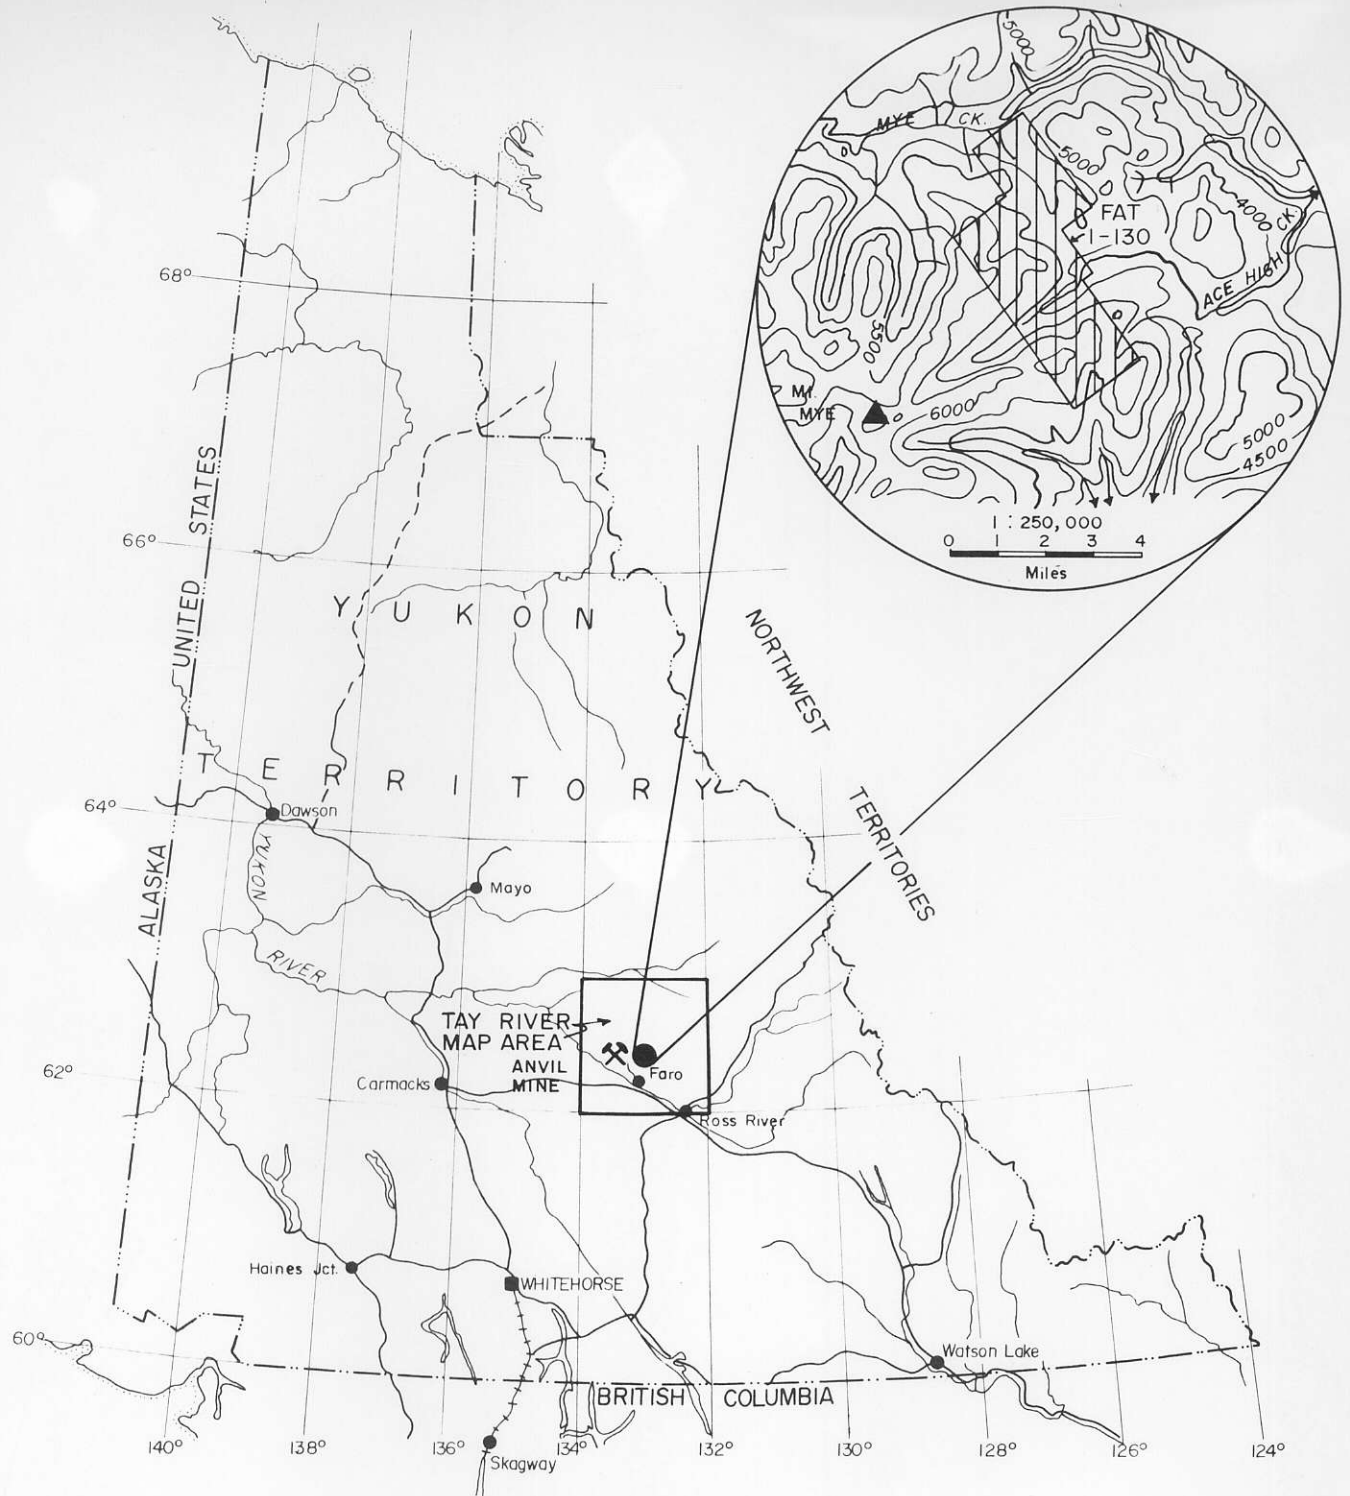 5000
MYE CK.
5000
FAT
1-130
4000
ACE HIGH CK.
5500
Mt.
MYE
6000
5000
4500
1 : 250,000
0 1 2 3 4
Miles
68°
66°
64°
62°
60°
UNITED STATES
ALASKA
YUKON
TERRITORY
NORTHWEST
TERRITORIES
Dawson
YUKON
RIVER
Mayo
TAY RIVER
MAP AREA
ANVIL
MINE
Faro
Carmacks
Ross River
Haines Jct.
WHITEHORSE
Watson Lake
BRITISH COLUMBIA
Skagway
140° 138° 136° 134° 132° 130° 128° 126° 124°